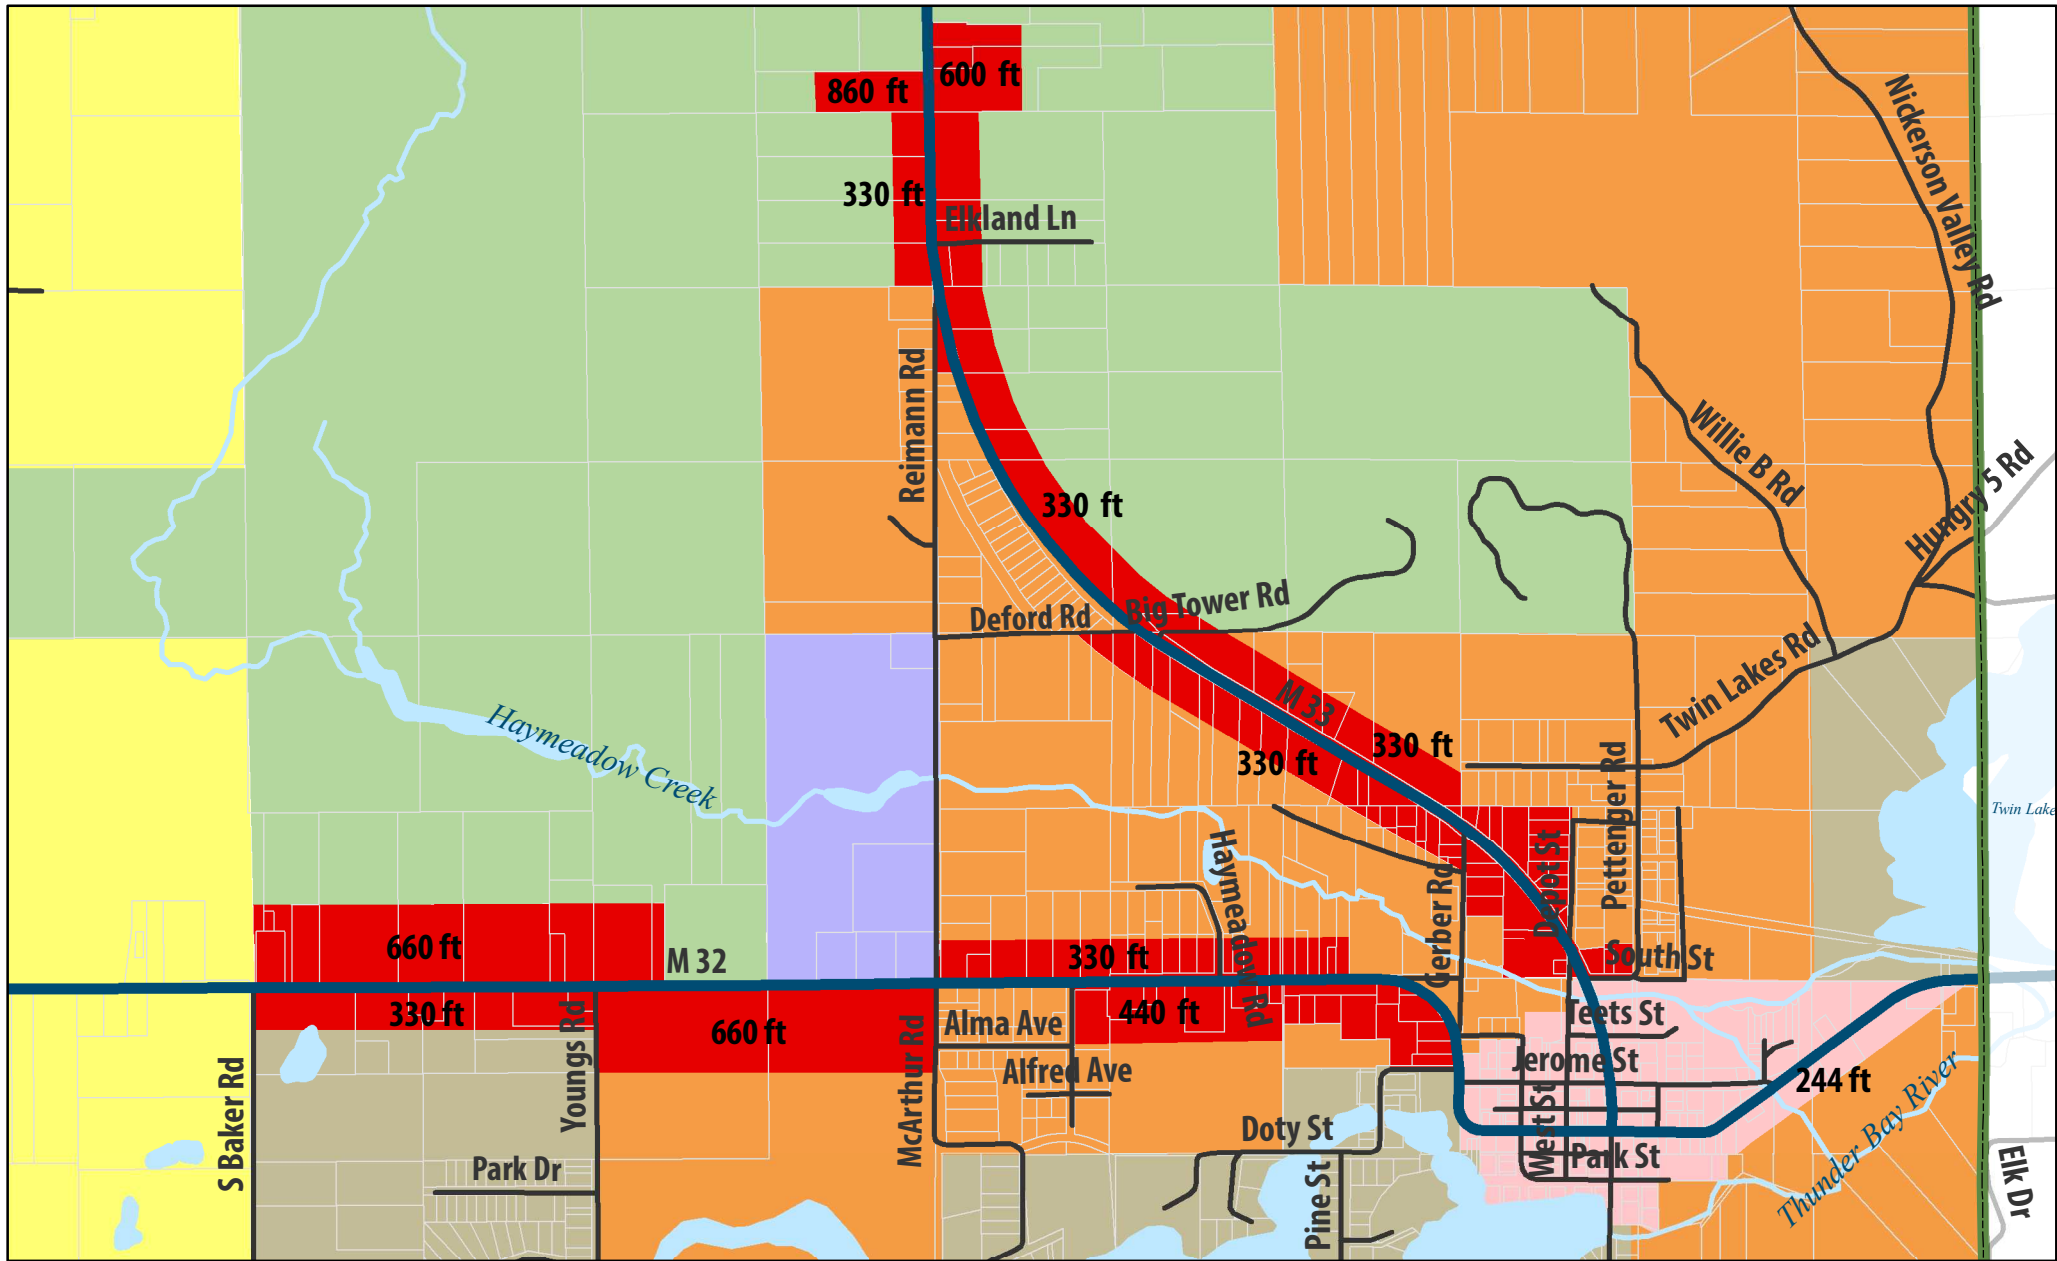 600 ft
860 ft
Nickerson Valley Rd
330 ft
Elkland Ln
Reimann Rd
Willie B Rd
Hungry 5 Rd
330 ft
Deford Rd
Big Tower Rd
Twin Lakes Rd
M 33
330 ft
330 ft
Haymeadow Creek
Pettenger Rd
Twin Lake
Haymeadow Rd
Depot St
Gerber Rd
660 ft
M 32
330 ft
South St
330 ft
660 ft
Youngs Rd
McArthur Rd
Alma Ave
440 ft
Teets St
Jerome St
Alfred Ave
244 ft
S Baker Rd
West St
Doty St
Park St
Park Dr
Pine St
Thunder Bay River
Elk Dr